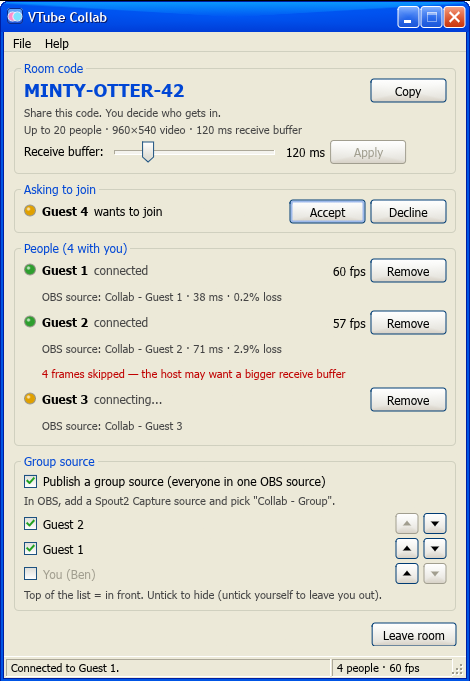 VTube Collab
File Help
Room code
MINTY-OTTER-42
Copy
Share this code. You decide who gets in.
Up to 20 people · 960×540 video · 120 ms receive buffer
Receive buffer: 120 ms Apply
Asking to join
Guest 4 wants to join Accept Decline
People (4 with you)
Guest 1 connected 60 fps Remove
OBS source: Collab - Guest 1 · 38 ms · 0.2% loss
Guest 2 connected 57 fps Remove
OBS source: Collab - Guest 2 · 71 ms · 2.9% loss
4 frames skipped — the host may want a bigger receive buffer
Guest 3 connecting... Remove
OBS source: Collab - Guest 3
Group source
Publish a group source (everyone in one OBS source)
In OBS, add a Spout2 Capture source and pick "Collab - Group".
Guest 2
Guest 1
You (Ben)
Top of the list = in front. Untick to hide (untick yourself to leave you out).
Leave room
Connected to Guest 1. 4 people · 60 fps